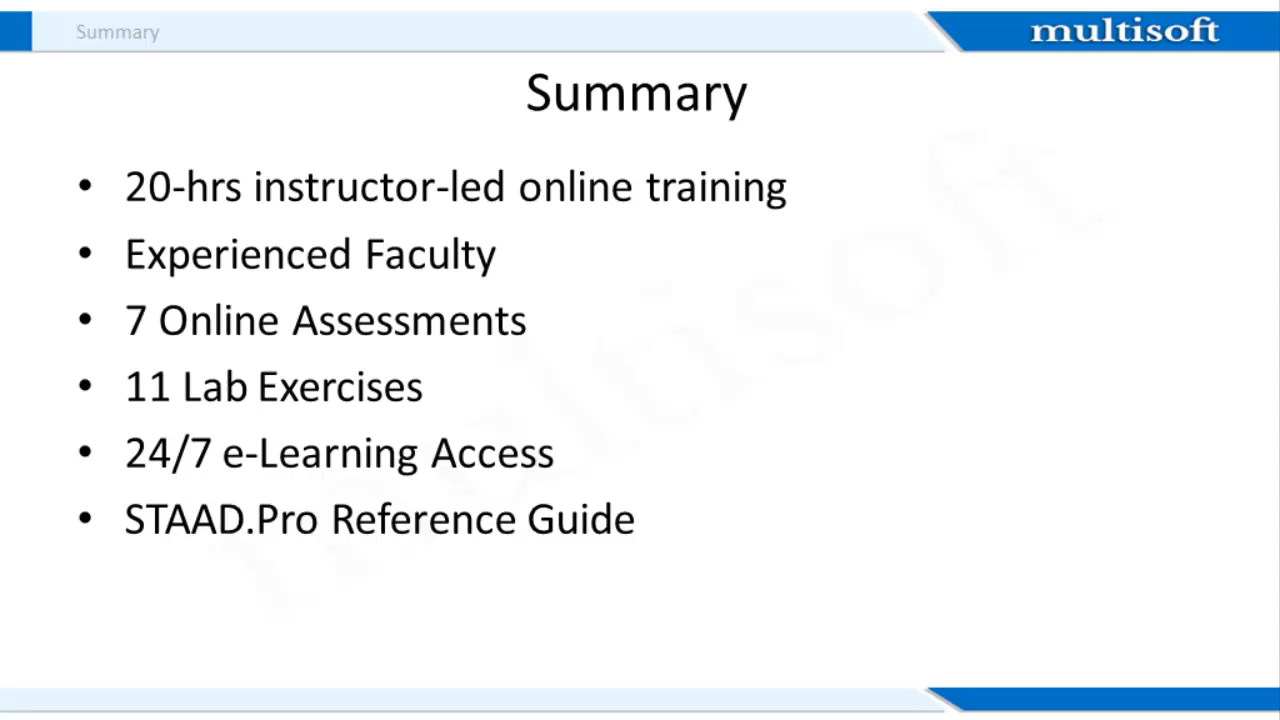 Summary
multisoft
Summary
• 20-hrs instructor-led online training
• Experienced Faculty
• 7 Online Assessments
• 11 Lab Exercises
• 24/7 e-Learning Access
• STAAD.Pro Reference Guide
multisoft